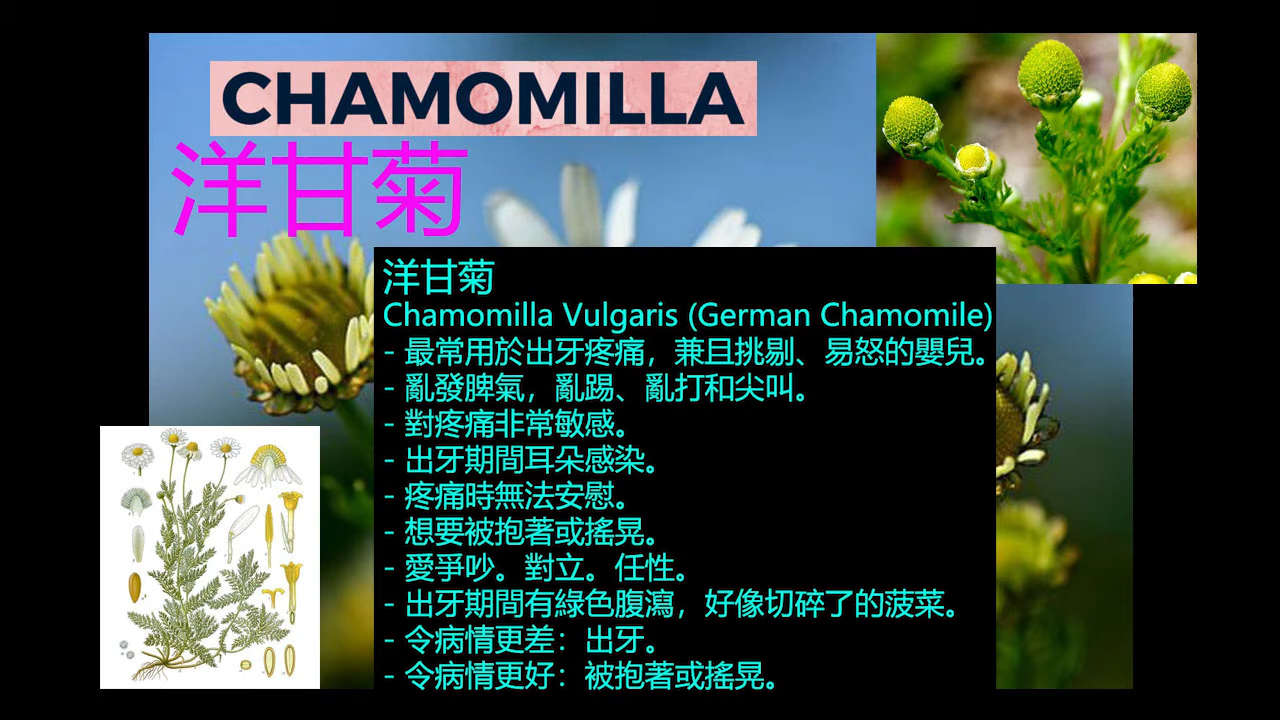 CHAMOMILLA
洋甘菊
洋甘菊
Chamomilla Vulgaris (German Chamomile)
- 最常用於出牙疼痛，兼且挑剔、易怒的嬰兒。
- 亂發脾氣，亂踢、亂打和尖叫。
- 對疼痛非常敏感。
- 出牙期間耳朵感染。
- 疼痛時無法安慰。
- 想要被抱著或搖晃。
- 愛爭吵。對立。任性。
- 出牙期間有綠色腹瀉，好像切碎了的菠菜。
- 令病情更差：出牙。
- 令病情更好：被抱著或搖晃。